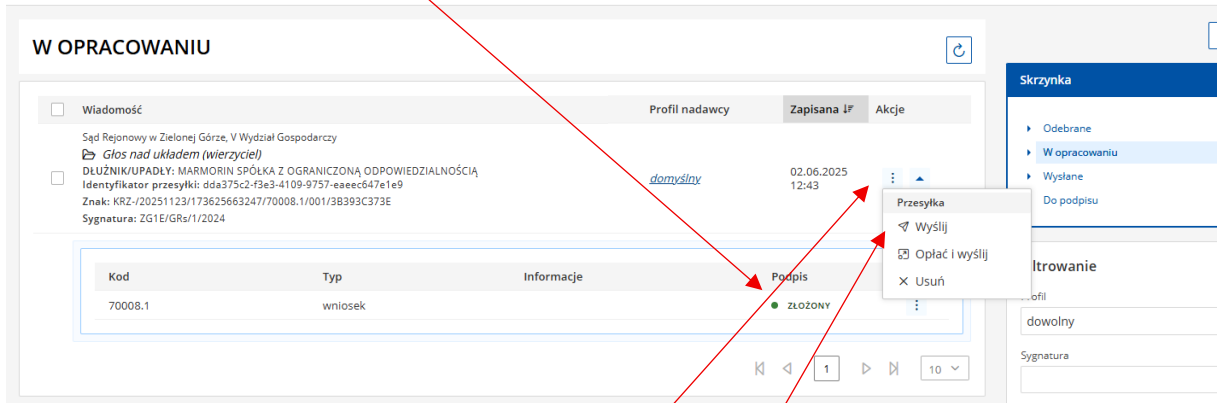 W OPRACOWANIU
Wiadomość Profil nadawcy Zapisana Akcje
Sąd Rejonowy w Zielonej Górze, V Wydział Gospodarczy
Głos nad układem (wierzyciel)
DŁUŻNIK/UPADŁY: MARMORIN SPÓŁKA Z OGRANICZONĄ ODPOWIEDZIALNOŚCIĄ
Identyfikator przesyłki: dda375c2-f3e3-4109-9757-eaeec647e1e9
Znak: KRZ-/20251123/173625663247/70008.1/001/3B393C373E
Sygnatura: ZG1E/GRs/1/2024
domyślny
02.06.2025
12:43
Przesyłka
Wyślij
Opłać i wyślij
Usuń
Kod Typ Informacje Podpis
70008.1 wniosek ZŁOŻONY
1 10
Skrzynka
Odebrane
W opracowaniu
Wysłane
Do podpisu
ltrowanie
ofil
dowolny
Sygnatura